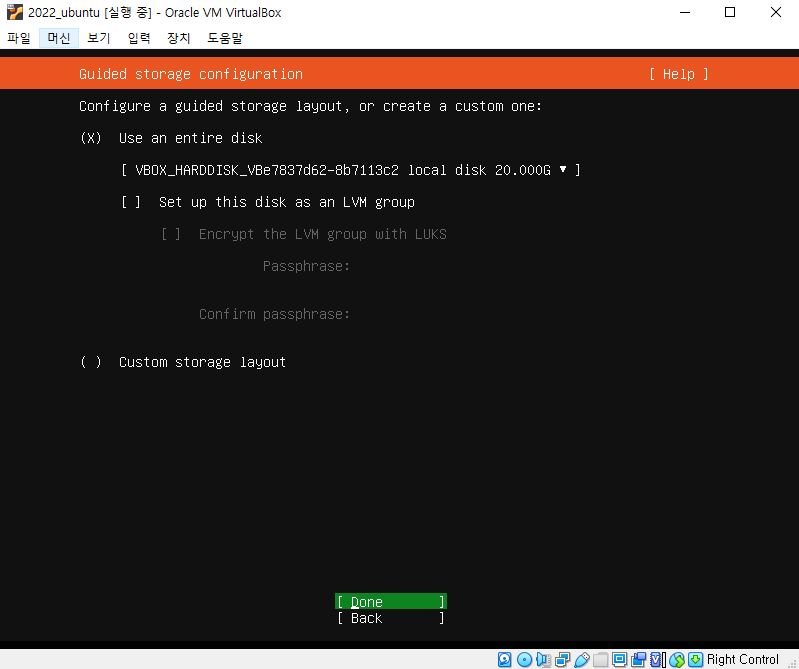 2022_ubuntu [실행 중] - Oracle VM VirtualBox
파일 머신 보기 입력 장치 도움말
Guided storage configuration [ Help ]
Configure a guided storage layout, or create a custom one:
(X) Use an entire disk
[ VBOX_HARDDISK_VBe7837d62-8b7113c2 local disk 20.000G ▾ ]
[ ] Set up this disk as an LVM group
[ ] Encrypt the LVM group with LUKS
Passphrase:
Confirm passphrase:
( ) Custom storage layout
[ Done ]
[ Back ]
Right Control